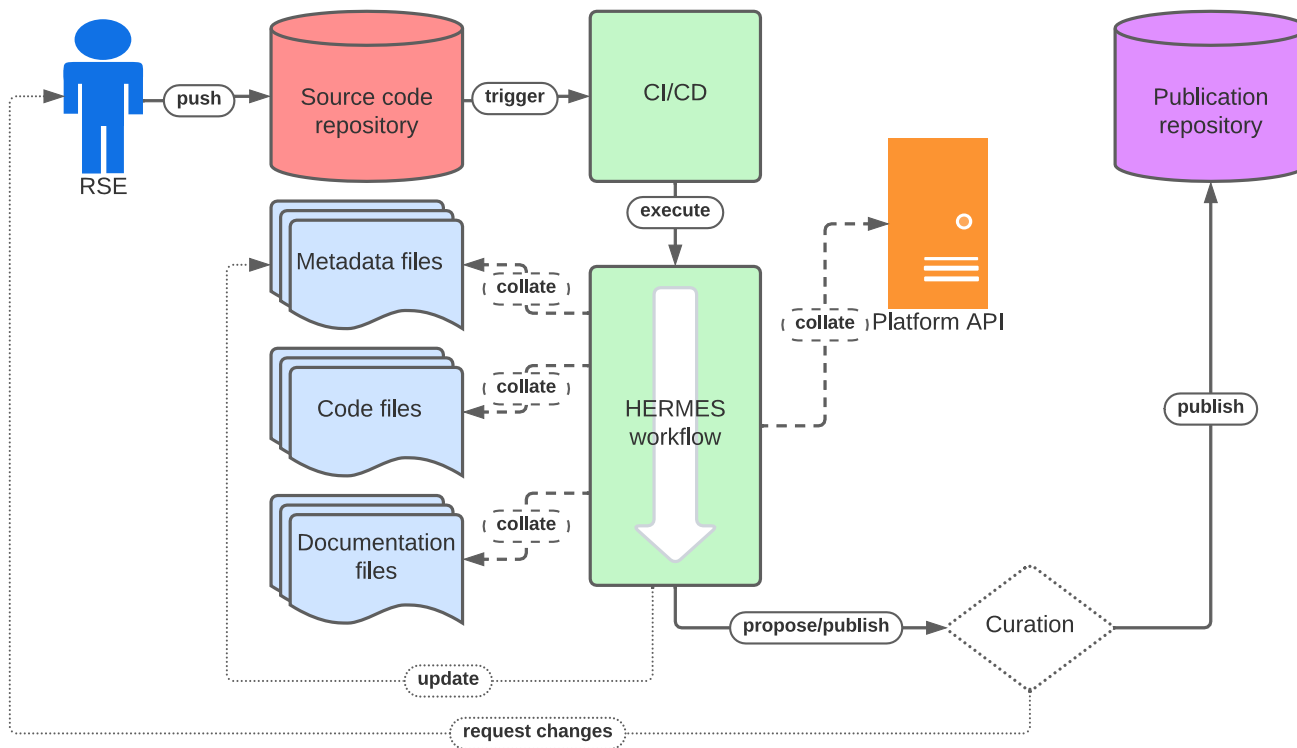 push
Source code
repository
trigger
CI/CD
Publication
repository
RSE
execute
Metadata files
collate
collate
Platform API
Code files
collate
HERMES
workflow
publish
Documentation
files
collate
propose/publish
Curation
update
request changes